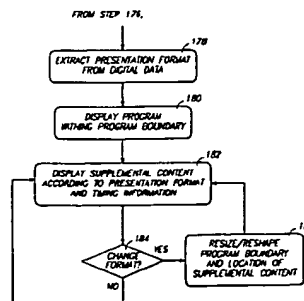 FROM STEP 176,
178
EXTRACT PRESENTATION FORMAT
FROM DIGITAL DATA
180
DISPLAY PROGRAM
WITHING PROGRAM BOUNDARY
182
DISPLAY SUPPLEMENTAL CONTENT
ACCORDING TO PRESENTATION FORMAT
AND TIMING INFORMATION
184
CHANGE
FORMAT?
YES
NO
RESIZE/RESHAPE
PROGRAM BOUNDARY
AND LOCATION OF
SUPPLEMENTAL CONTENT